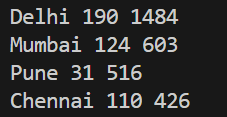 Delhi 190 1484
Mumbai 124 603
Pune 31 516
Chennai 110 426